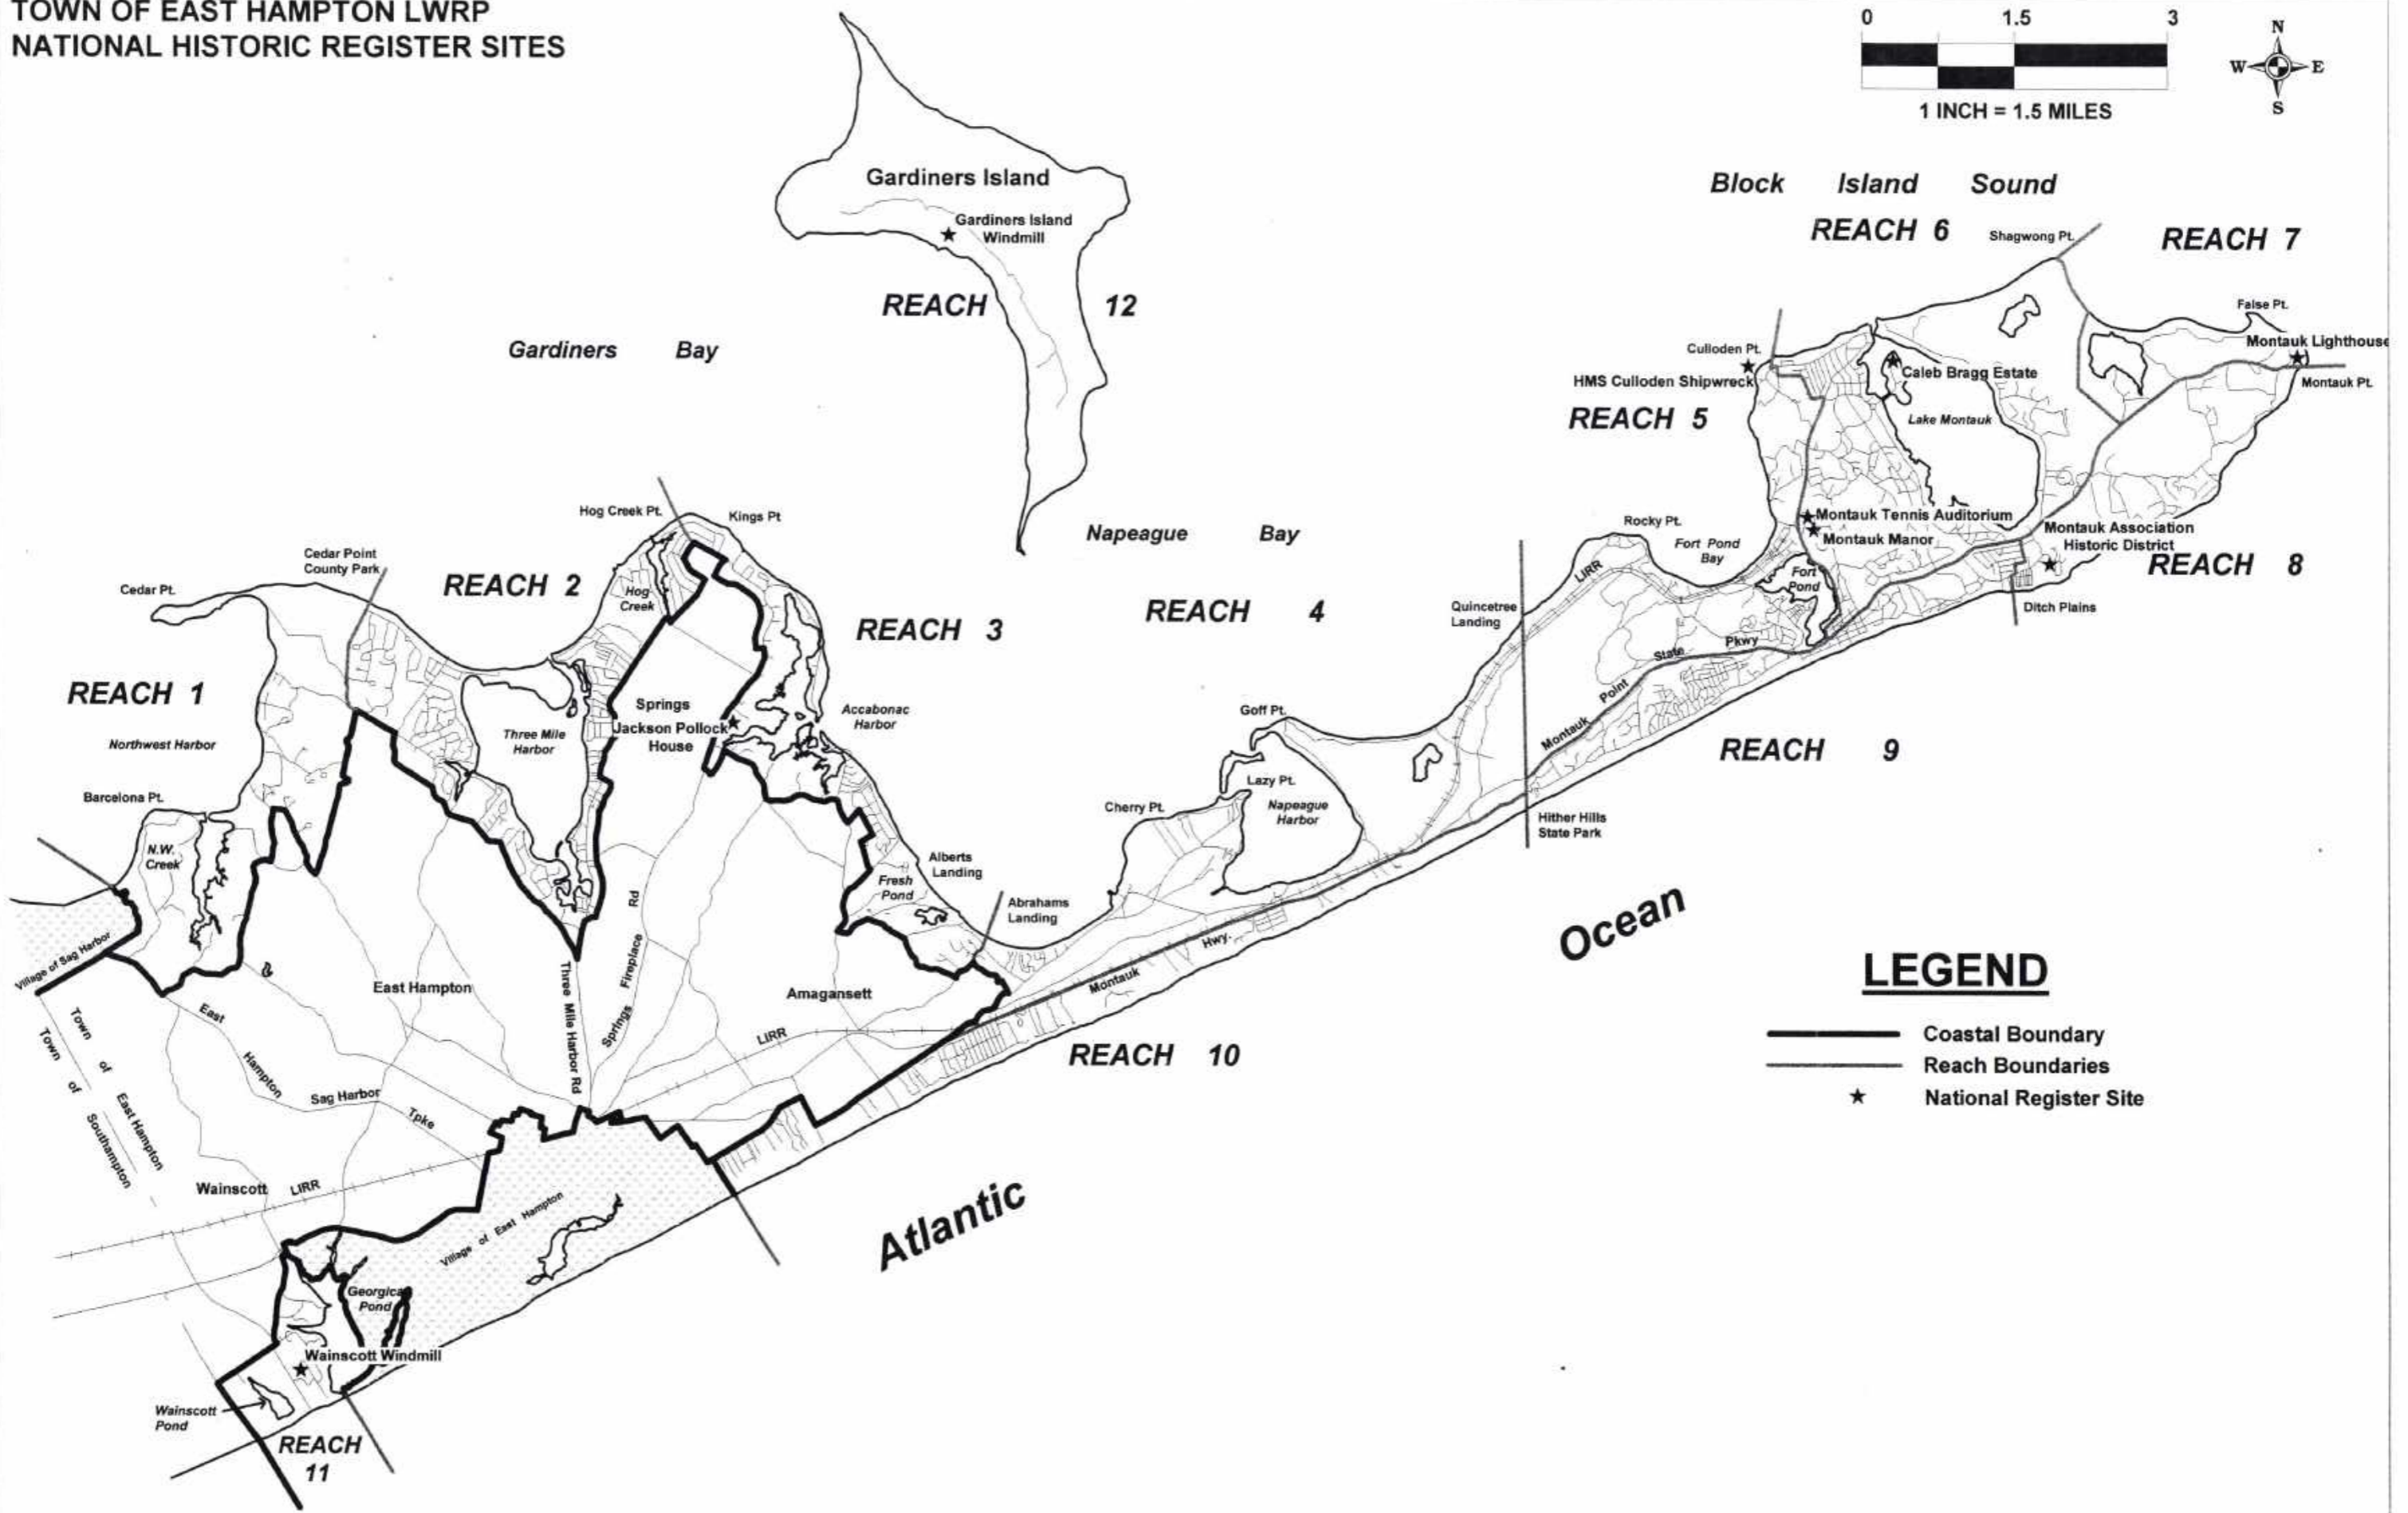 TOWN OF EAST HAMPTON LWRP
NATIONAL HISTORIC REGISTER SITES
0 1.5 3
1 INCH = 1.5 MILES
N
W E
S
Block Island Sound
REACH 6
Shagwong Pt.
REACH 7
Gardiners Island
Gardiners Island
Windmill
REACH 12
Gardiners Bay
False Pt.
Montauk Lighthouse
Montauk Pt.
Culloden Pt.
HMS Culloden Shipwreck
Caleb Bragg Estate
REACH 5
Lake Montauk
Hog Creek Pt.
Kings Pt
Napeague Bay
Rocky Pt.
Fort Pond
Bay
Montauk Tennis Auditorium
Montauk Manor
Montauk Association
Historic District
REACH 8
Cedar Point
County Park
Cedar Pt.
REACH 2
Hog
Creek
REACH 3
REACH 4
Quincetree
Landing
LIRR
Fort
Pond
Ditch Plains
State Pkwy
Point
Montauk
REACH 1
Northwest Harbor
Springs
Jackson Pollock
House
Three Mile
Harbor
Accabonac
Harbor
Goff Pt.
Lazy Pt.
Cherry Pt.
Napeague
Harbor
REACH 9
Hither Hills
State Park
Barcelona Pt.
N.W.
Creek
Alberts
Landing
Fresh
Pond
Abrahams
Landing
Village of Sag Harbor
East Hampton
Three Mile Harbor Rd
Springs Fireplace Rd
Amagansett
LIRR
Montauk Hwy.
REACH 10
Atlantic Ocean
Town of East Hampton
Town of Southampton
East Hampton Sag Harbor Tpke
Wainscott
LIRR
Village of East Hampton
Georgica
Pond
Wainscott Windmill
Wainscott
Pond
REACH
11
LEGEND
Coastal Boundary
Reach Boundaries
National Register Site